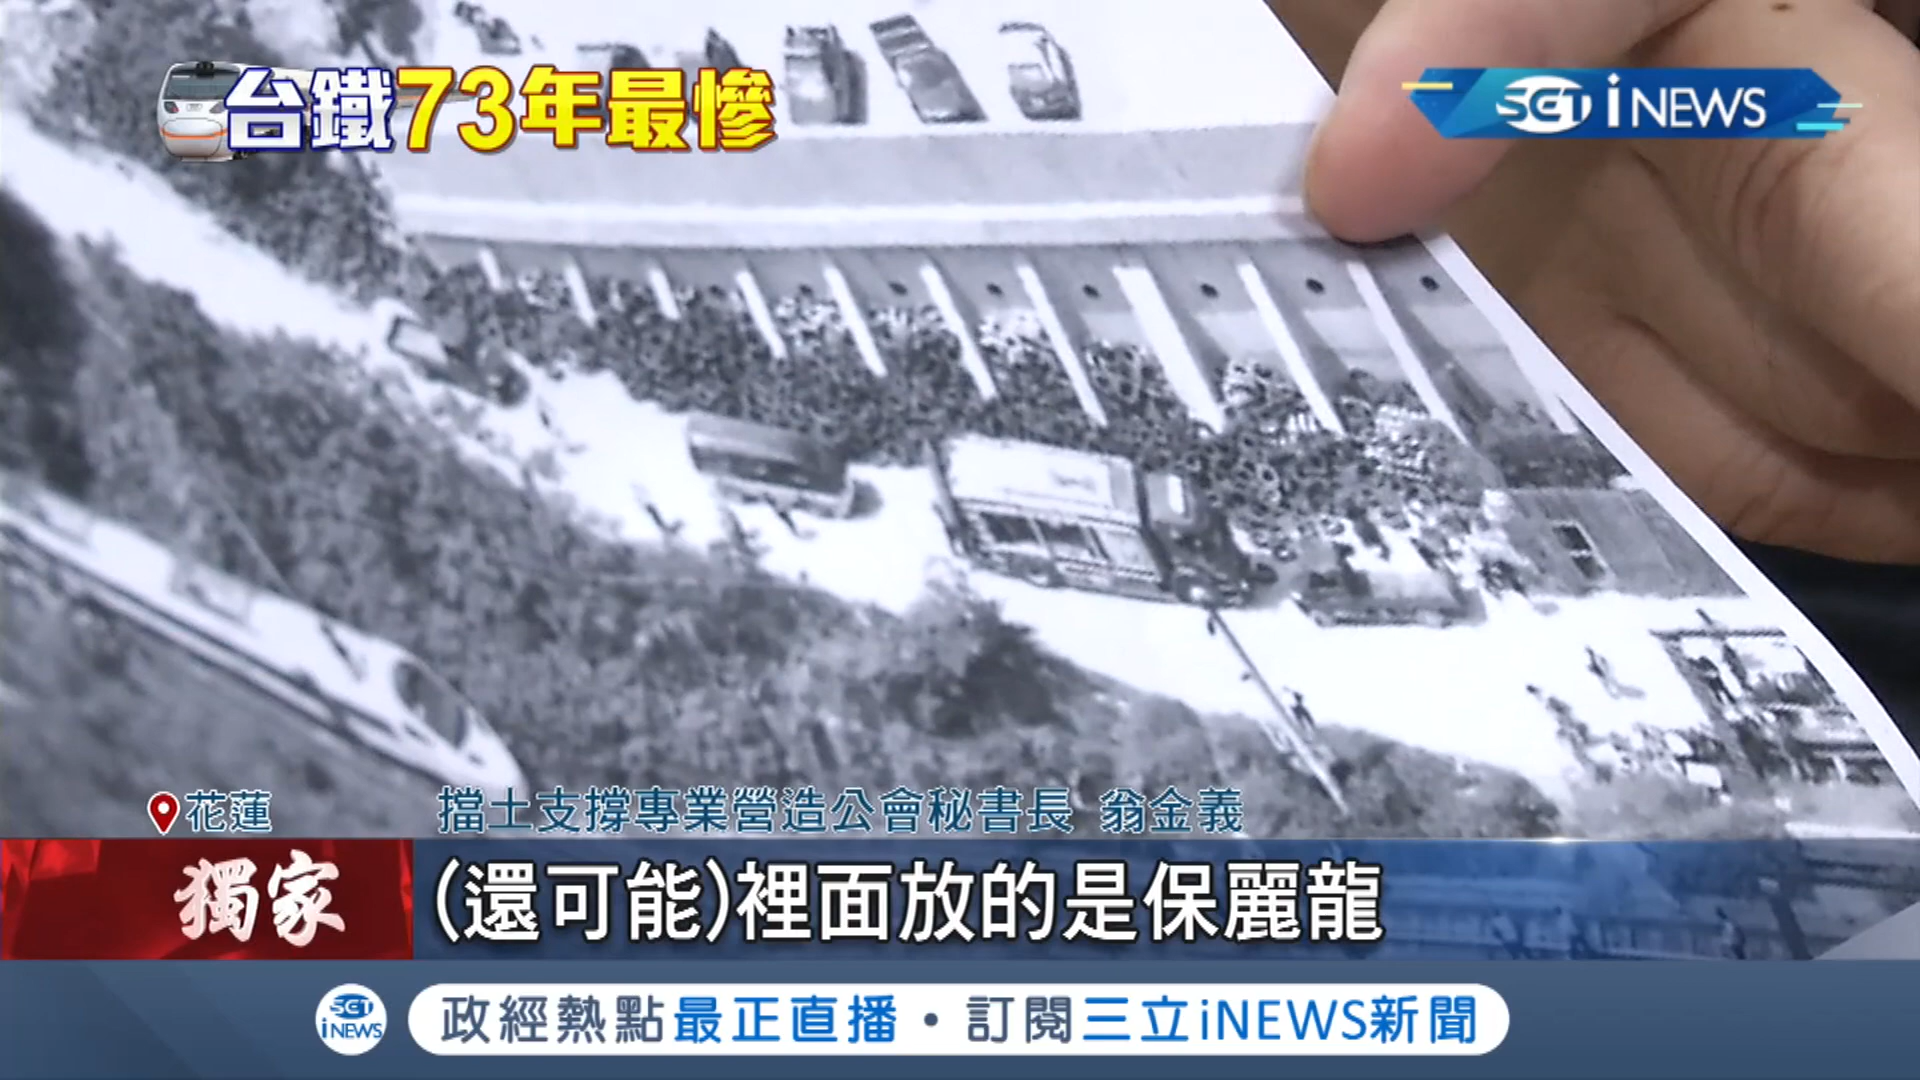 台鐵73年最慘
SET iNEWS
花蓮
擋土支撐專業營造公會秘書長 翁金義
獨家
(還可能)裡面放的是保麗龍
SET
iNEWS
政經熱點最正直播・訂閱三立iNEWS新聞